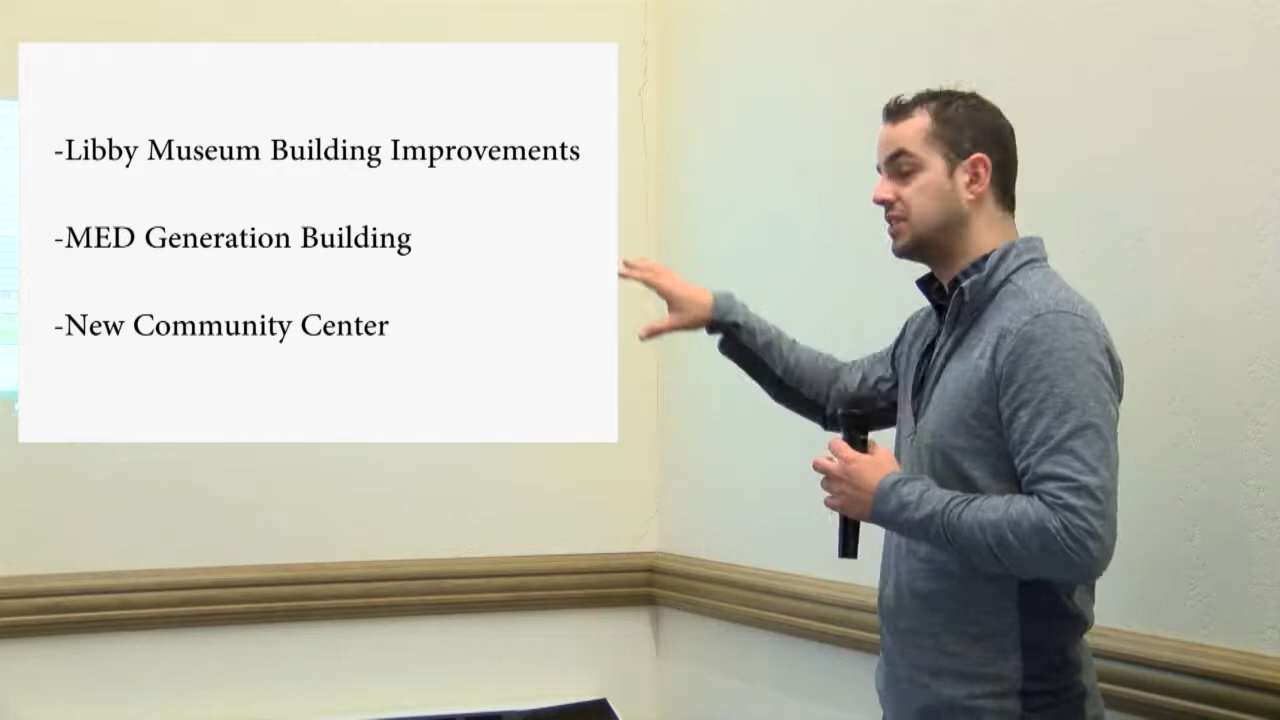 -Libby Museum Building Improvements
-MED Generation Building
-New Community Center